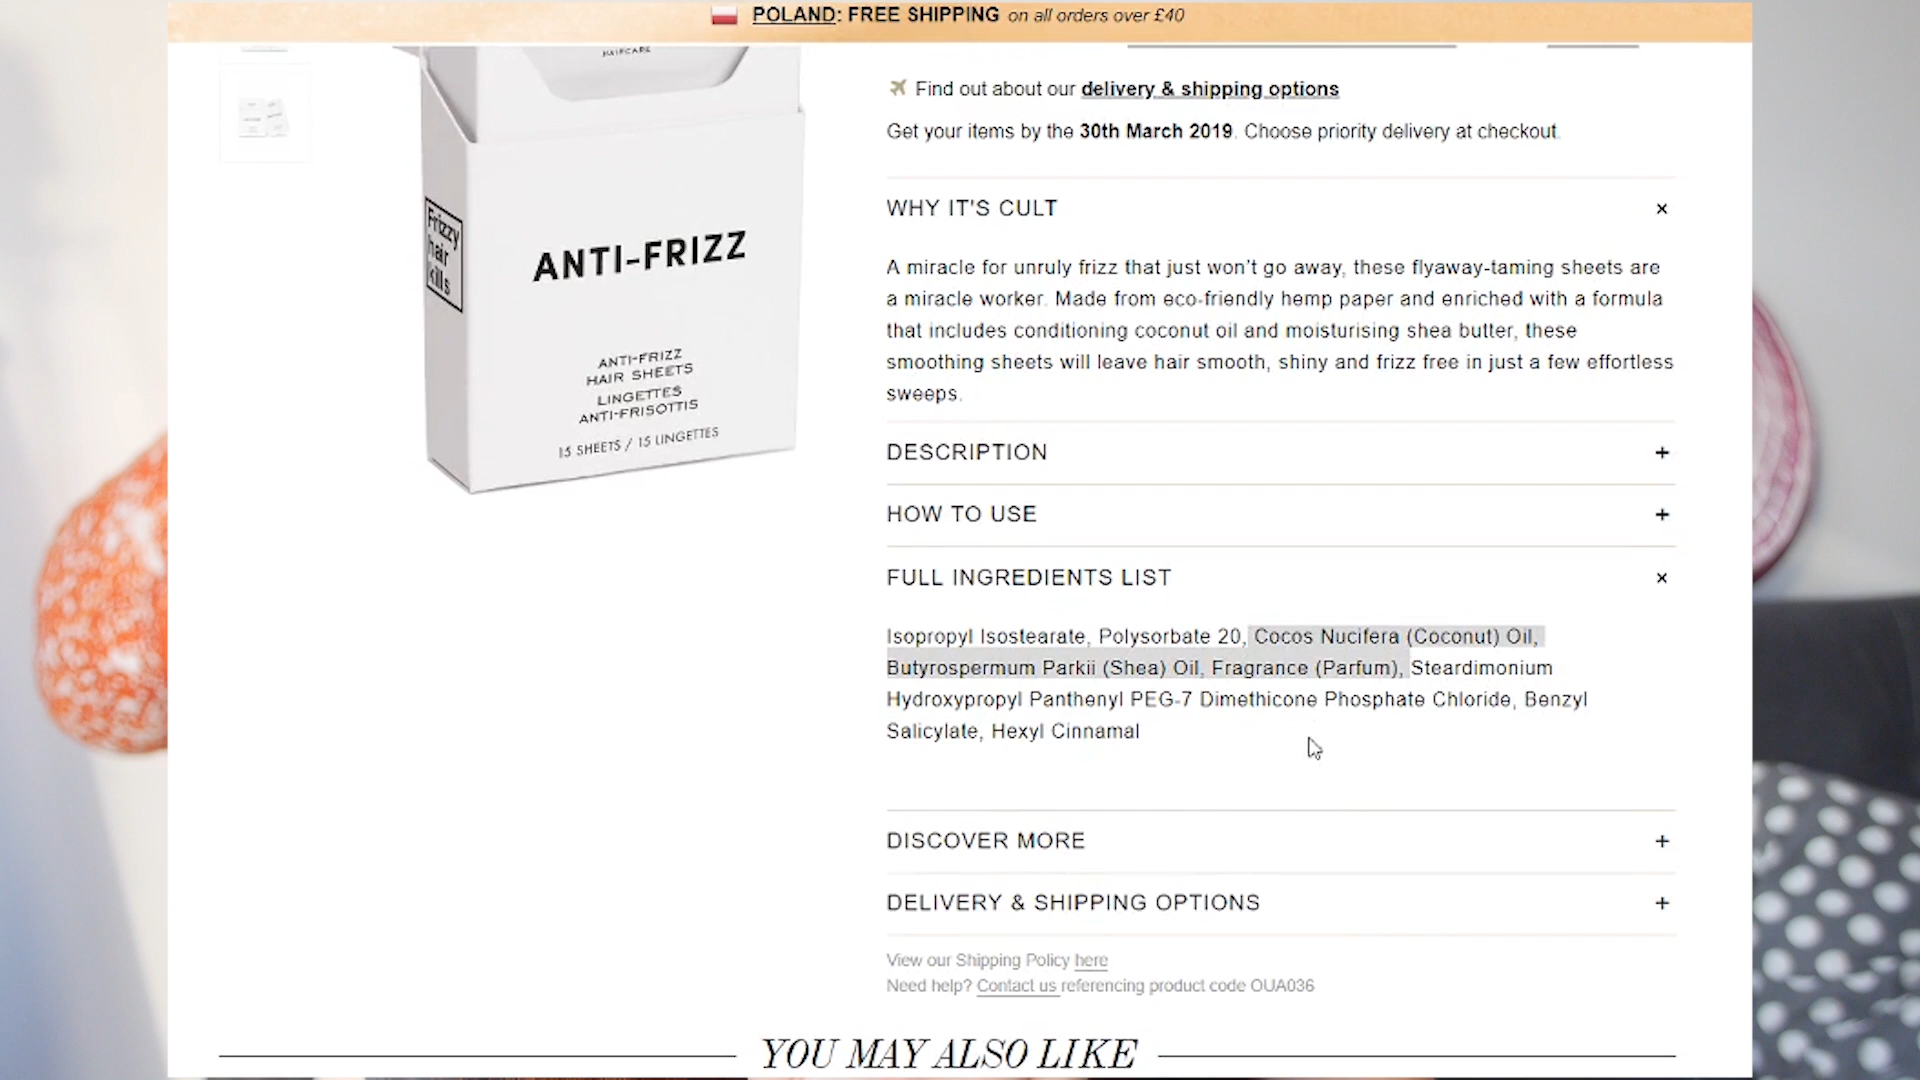 POLAND: FREE SHIPPING on all orders over £40
HAIRCARE
Frizzy
hair
kills
ANTI-FRIZZ
ANTI-FRIZZ
HAIR SHEETS
LINGETTES
ANTI-FRISOTTIS
15 SHEETS / 15 LINGETTES
Find out about our delivery & shipping options
Get your items by the 30th March 2019. Choose priority delivery at checkout.
WHY IT'S CULT ×
A miracle for unruly frizz that just won't go away, these flyaway-taming sheets are
a miracle worker. Made from eco-friendly hemp paper and enriched with a formula
that includes conditioning coconut oil and moisturising shea butter, these
smoothing sheets will leave hair smooth, shiny and frizz free in just a few effortless
sweeps.
DESCRIPTION +
HOW TO USE +
FULL INGREDIENTS LIST ×
Isopropyl Isostearate, Polysorbate 20, Cocos Nucifera (Coconut) Oil,
Butyrospermum Parkii (Shea) Oil, Fragrance (Parfum), Steardimonium
Hydroxypropyl Panthenyl PEG-7 Dimethicone Phosphate Chloride, Benzyl
Salicylate, Hexyl Cinnamal
DISCOVER MORE +
DELIVERY & SHIPPING OPTIONS +
View our Shipping Policy here
Need help? Contact us referencing product code OUA036
YOU MAY ALSO LIKE